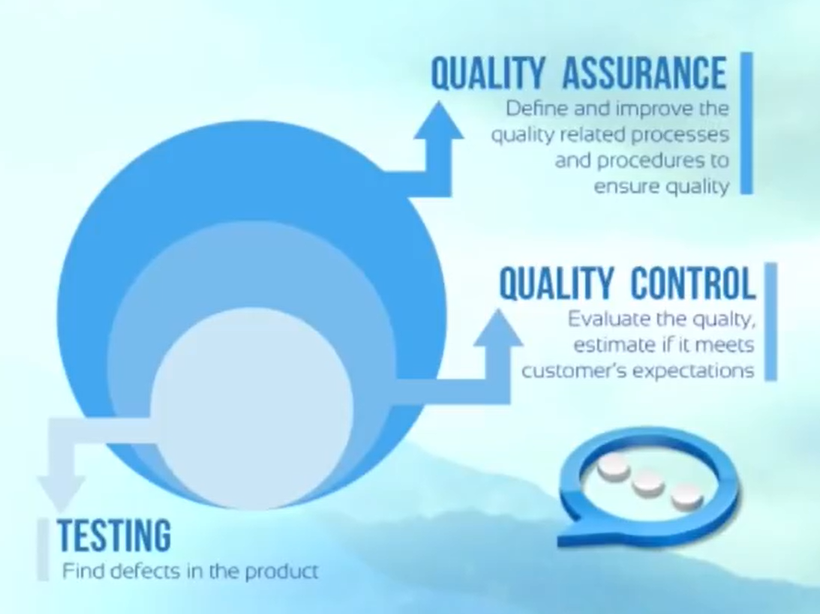 QUALITY ASSURANCE
Define and improve the
quality related processes
and procedures to
ensure quality
QUALITY CONTROL
Evaluate the qualty,
estimate if it meets
customer's expectations
TESTING
Find defects in the product